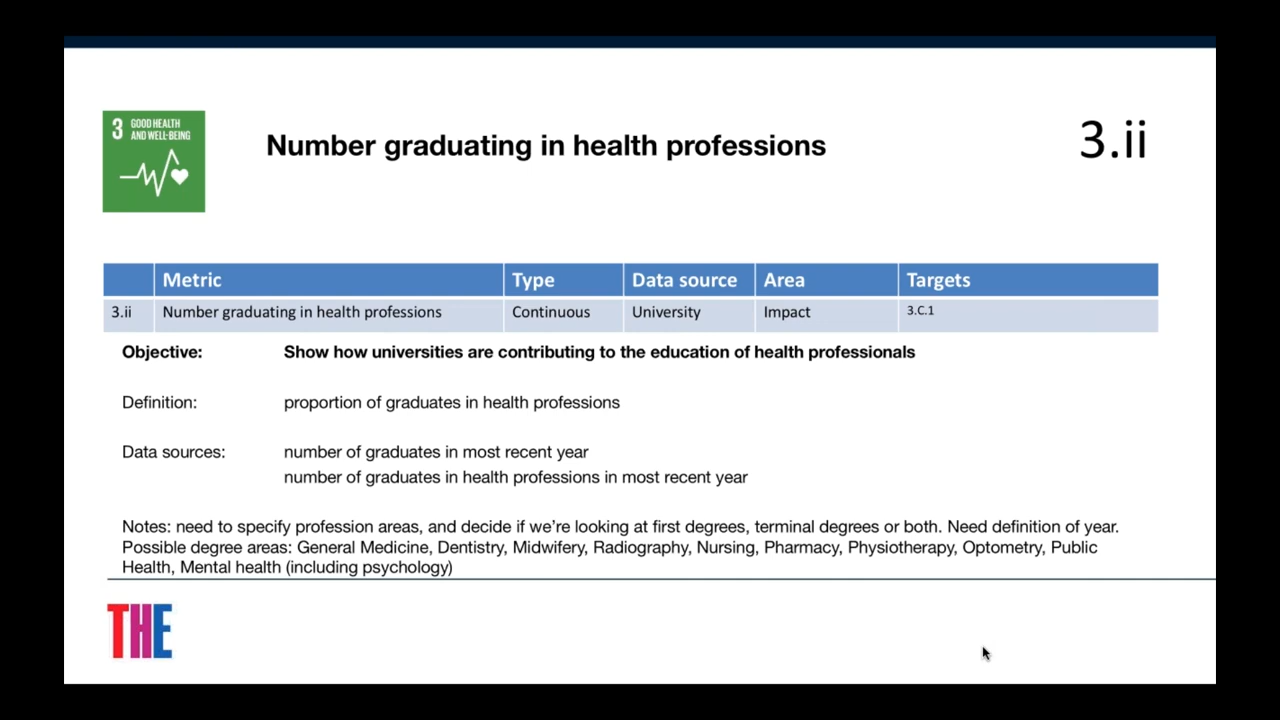 3 GOOD HEALTH
AND WELL-BEING
Number graduating in health professions
3.ii
Metric Type Data source Area Targets
3.ii Number graduating in health professions Continuous University Impact 3.C.1
Objective: Show how universities are contributing to the education of health professionals
Definition: proportion of graduates in health professions
Data sources: number of graduates in most recent year
number of graduates in health professions in most recent year
Notes: need to specify profession areas, and decide if we're looking at first degrees, terminal degrees or both. Need definition of year.
Possible degree areas: General Medicine, Dentistry, Midwifery, Radiography, Nursing, Pharmacy, Physiotherapy, Optometry, Public
Health, Mental health (including psychology)
THE